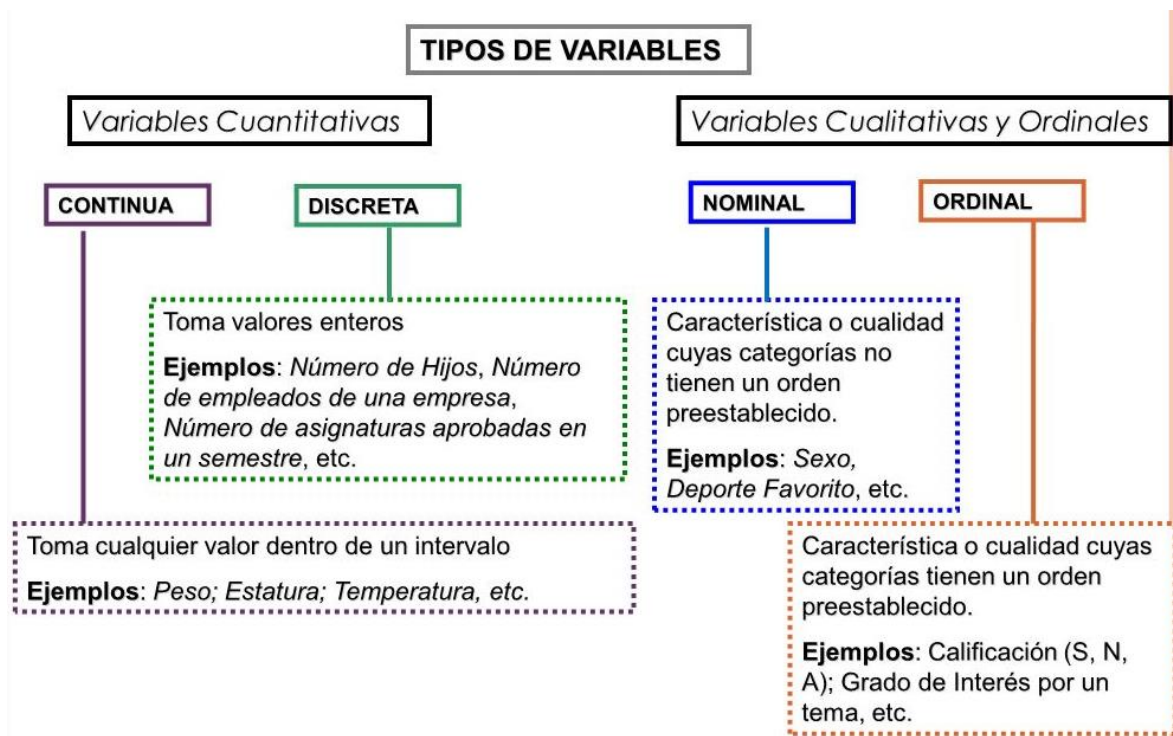 TIPOS DE VARIABLES
Variables Cuantitativas
Variables Cualitativas y Ordinales
CONTINUA
DISCRETA
NOMINAL
ORDINAL
Toma valores enteros
Ejemplos: Número de Hijos, Número
de empleados de una empresa,
Número de asignaturas aprobadas en
un semestre, etc.
Característica o cualidad
cuyas categorías no
tienen un orden
preestablecido.
Ejemplos: Sexo,
Deporte Favorito, etc.
Toma cualquier valor dentro de un intervalo
Ejemplos: Peso; Estatura; Temperatura, etc.
Característica o cualidad cuyas
categorías tienen un orden
preestablecido.
Ejemplos: Calificación (S, N,
A); Grado de Interés por un
tema, etc.